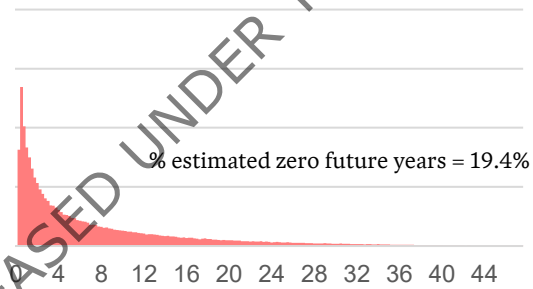 ASED UNDER
% estimated zero future years = 19.4%
0 4 8 12 16 20 24 28 32 36 40 44